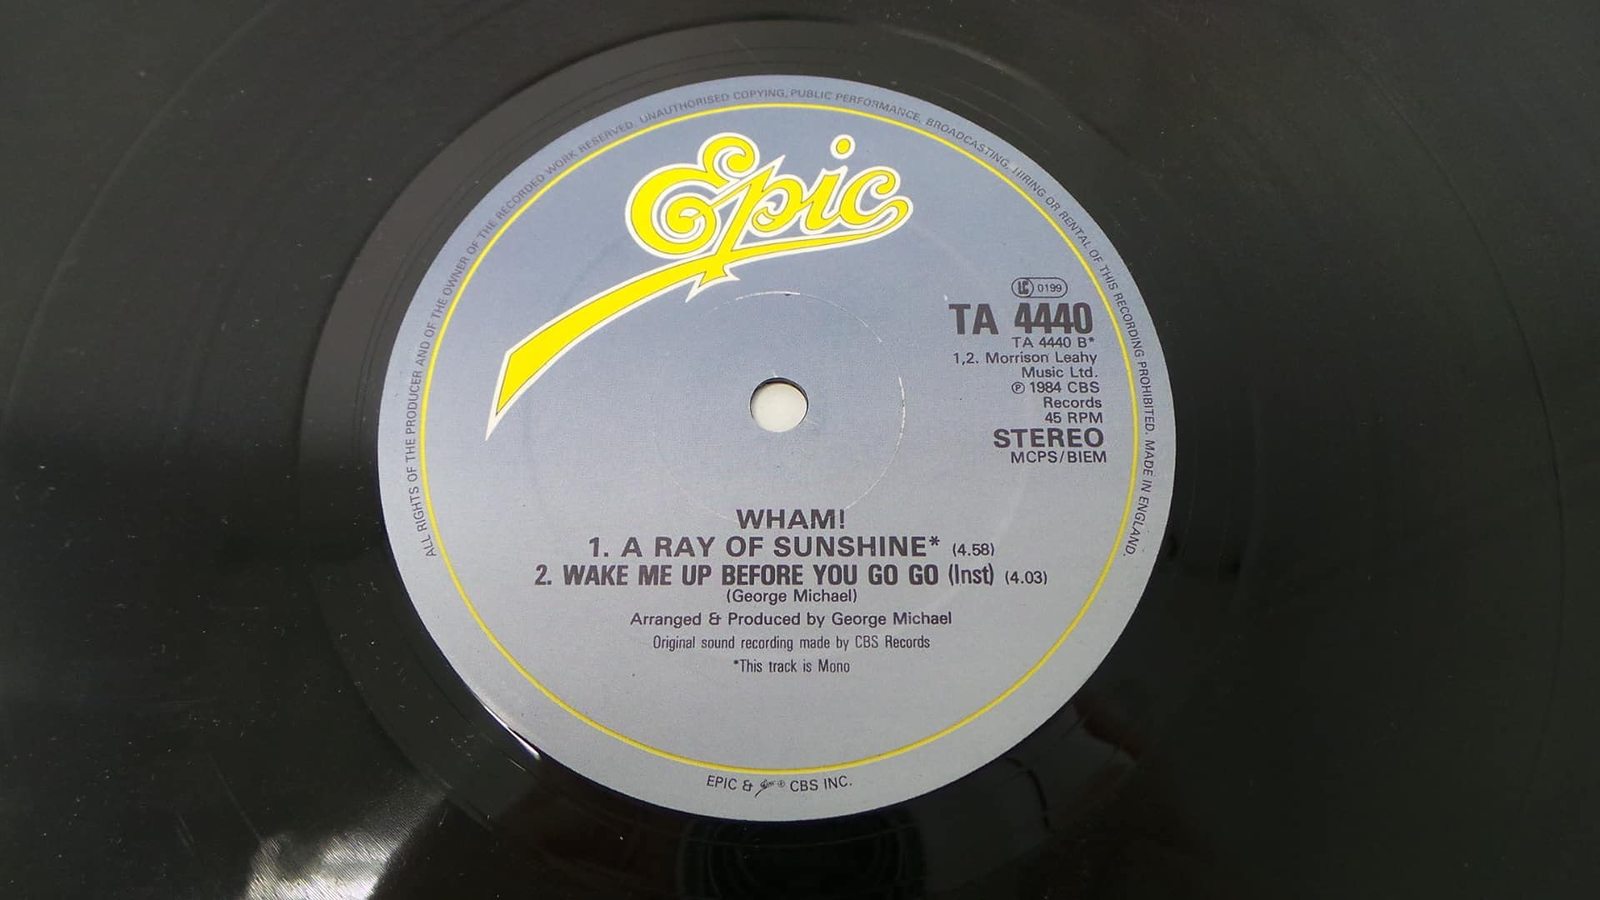 ALL RIGHTS OF THE PRODUCER AND OF THE OWNER OF THE RECORDED WORK RESERVED. UNAUTHORISED COPYING, PUBLIC PERFORMANCE, BROADCASTING, HIRING OR RENTAL OF THIS RECORDING PROHIBITED. MADE IN ENGLAND.
Epic
LC 0199
TA 4440
TA 4440 B*
1,2. Morrison Leahy
Music Ltd.
℗ 1984 CBS
Records
45 RPM
STEREO
MCPS/BIEM
WHAM!
1. A RAY OF SUNSHINE* (4.58)
2. WAKE ME UP BEFORE YOU GO GO (Inst) (4.03)
(George Michael)
Arranged & Produced by George Michael
Original sound recording made by CBS Records
*This track is Mono
EPIC & Epic ® CBS INC.